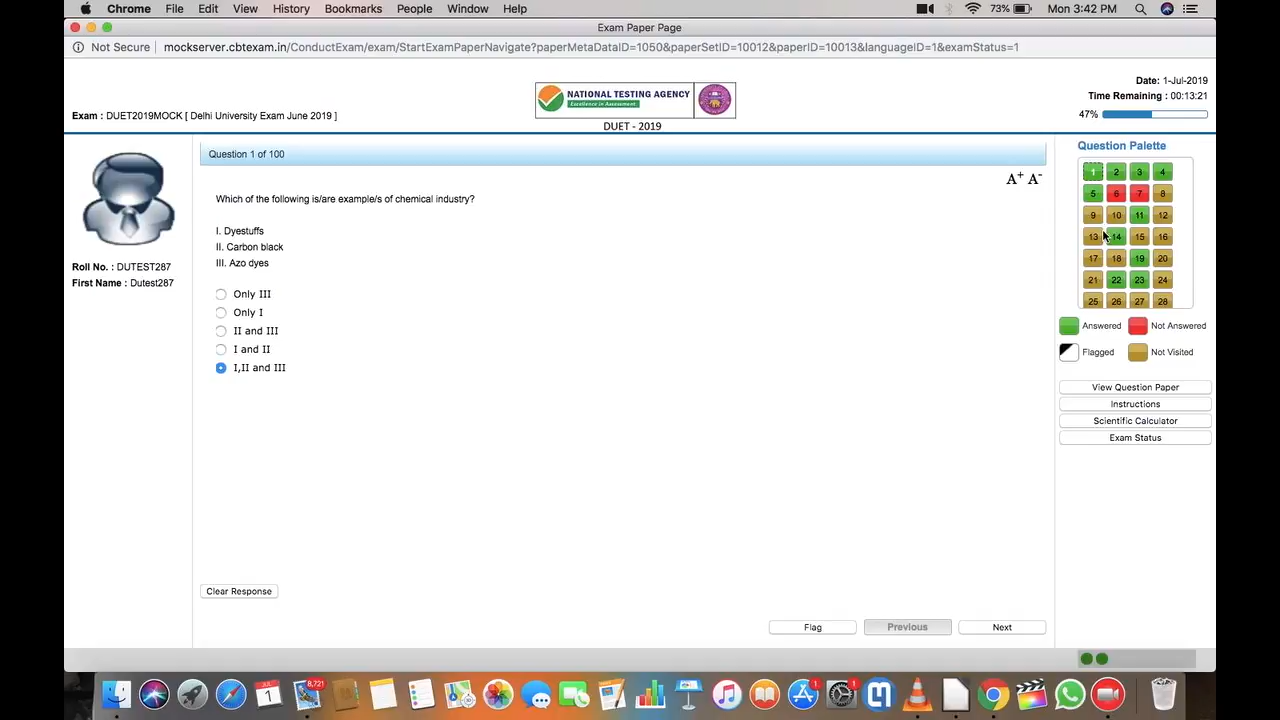 Chrome File Edit View History Bookmarks People Window Help 73% Mon 3:42 PM
Exam Paper Page
Not Secure mockserver.cbtexam.in/ConductExam/exam/StartExamPaperNavigate?paperMetaDataID=1050&paperSetID=10012&paperID=10013&languageID=1&examStatus=1
Date: 1-Jul-2019
NATIONAL TESTING AGENCY
Excellence in Assessment
Time Remaining : 00:13:21
Exam : DUET2019MOCK [ Delhi University Exam June 2019 ]
47%
DUET - 2019
Question 1 of 100
Question Palette
A+ A-
1 2 3 4
5 6 7 8
9 10 11 12
13 14 15 16
17 18 19 20
21 22 23 24
25 26 27 28
Which of the following is/are example/s of chemical industry?
I. Dyestuffs
II. Carbon black
III. Azo dyes
Only III
Only I
II and III
I and II
I,II and III
Roll No. : DUTEST287
First Name : Dutest287
Answered Not Answered
Flagged Not Visited
View Question Paper
Instructions
Scientific Calculator
Exam Status
Clear Response
Flag Previous Next
JUL
1
8,721
1
1